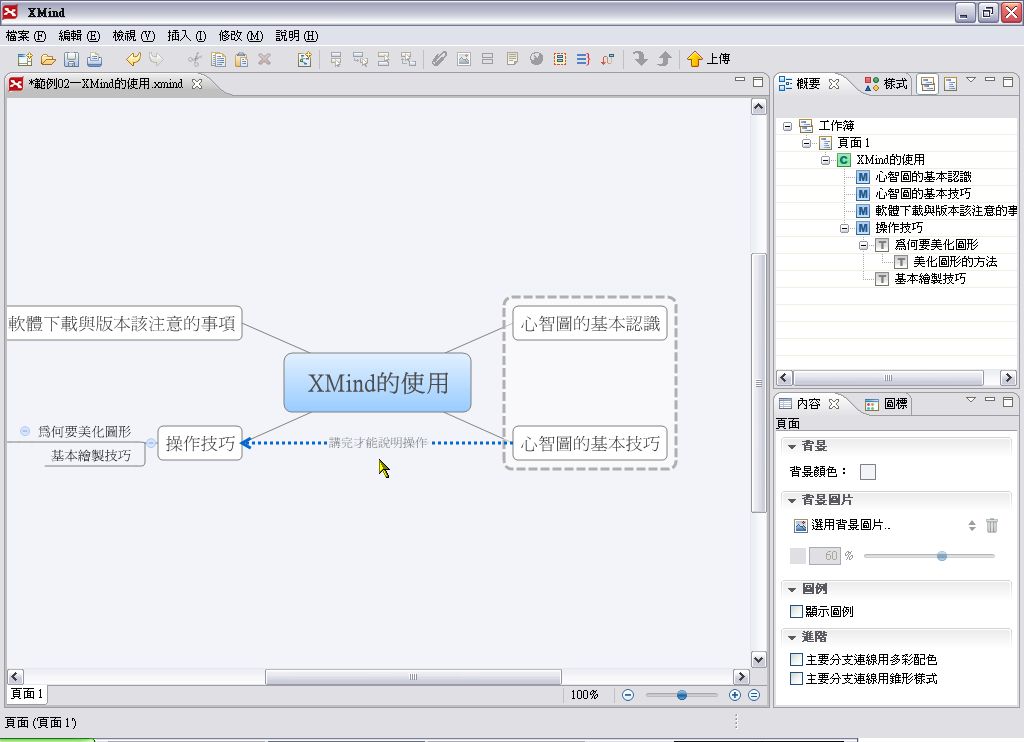 XMind
檔案 (F) 編輯 (E) 檢視 (V) 插入 (I) 修改 (M) 說明 (H)
上傳
*範例02一XMind的使用.xmind
概要
樣式
工作簿
頁面 1
C XMind的使用
M 心智圖的基本認識
M 心智圖的基本技巧
M 軟體下載與版本該注意的事
M 操作技巧
T 為何要美化圖形
T 美化圖形的方法
T 基本繪製技巧
軟體下載與版本該注意的事項
心智圖的基本認識
XMind的使用
為何要美化圖形
基本繪製技巧
操作技巧
講完才能說明操作
心智圖的基本技巧
內容
圖標
頁面
背景
背景顏色：
背景圖片
選用背景圖片..
60 %
圖例
顯示圖例
進階
主要分支連線用多彩配色
主要分支連線用錐形樣式
頁面 1
100%
頁面 ('頁面 1')